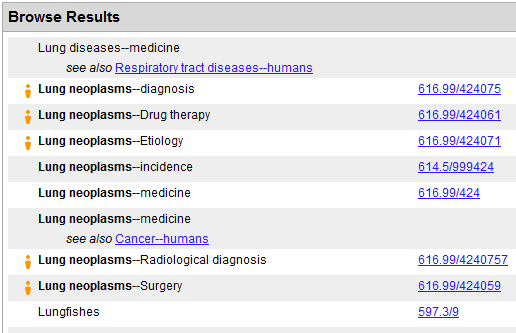 Browse Results
Lung diseases--medicine
see also Respiratory tract diseases--humans
Lung neoplasms--diagnosis 616.99/424075
Lung neoplasms--Drug therapy 616.99/424061
Lung neoplasms--Etiology 616.99/424071
Lung neoplasms--incidence 614.5/999424
Lung neoplasms--medicine 616.99/424
Lung neoplasms--medicine
see also Cancer--humans
Lung neoplasms--Radiological diagnosis 616.99/4240757
Lung neoplasms--Surgery 616.99/424059
Lungfishes 597.3/9